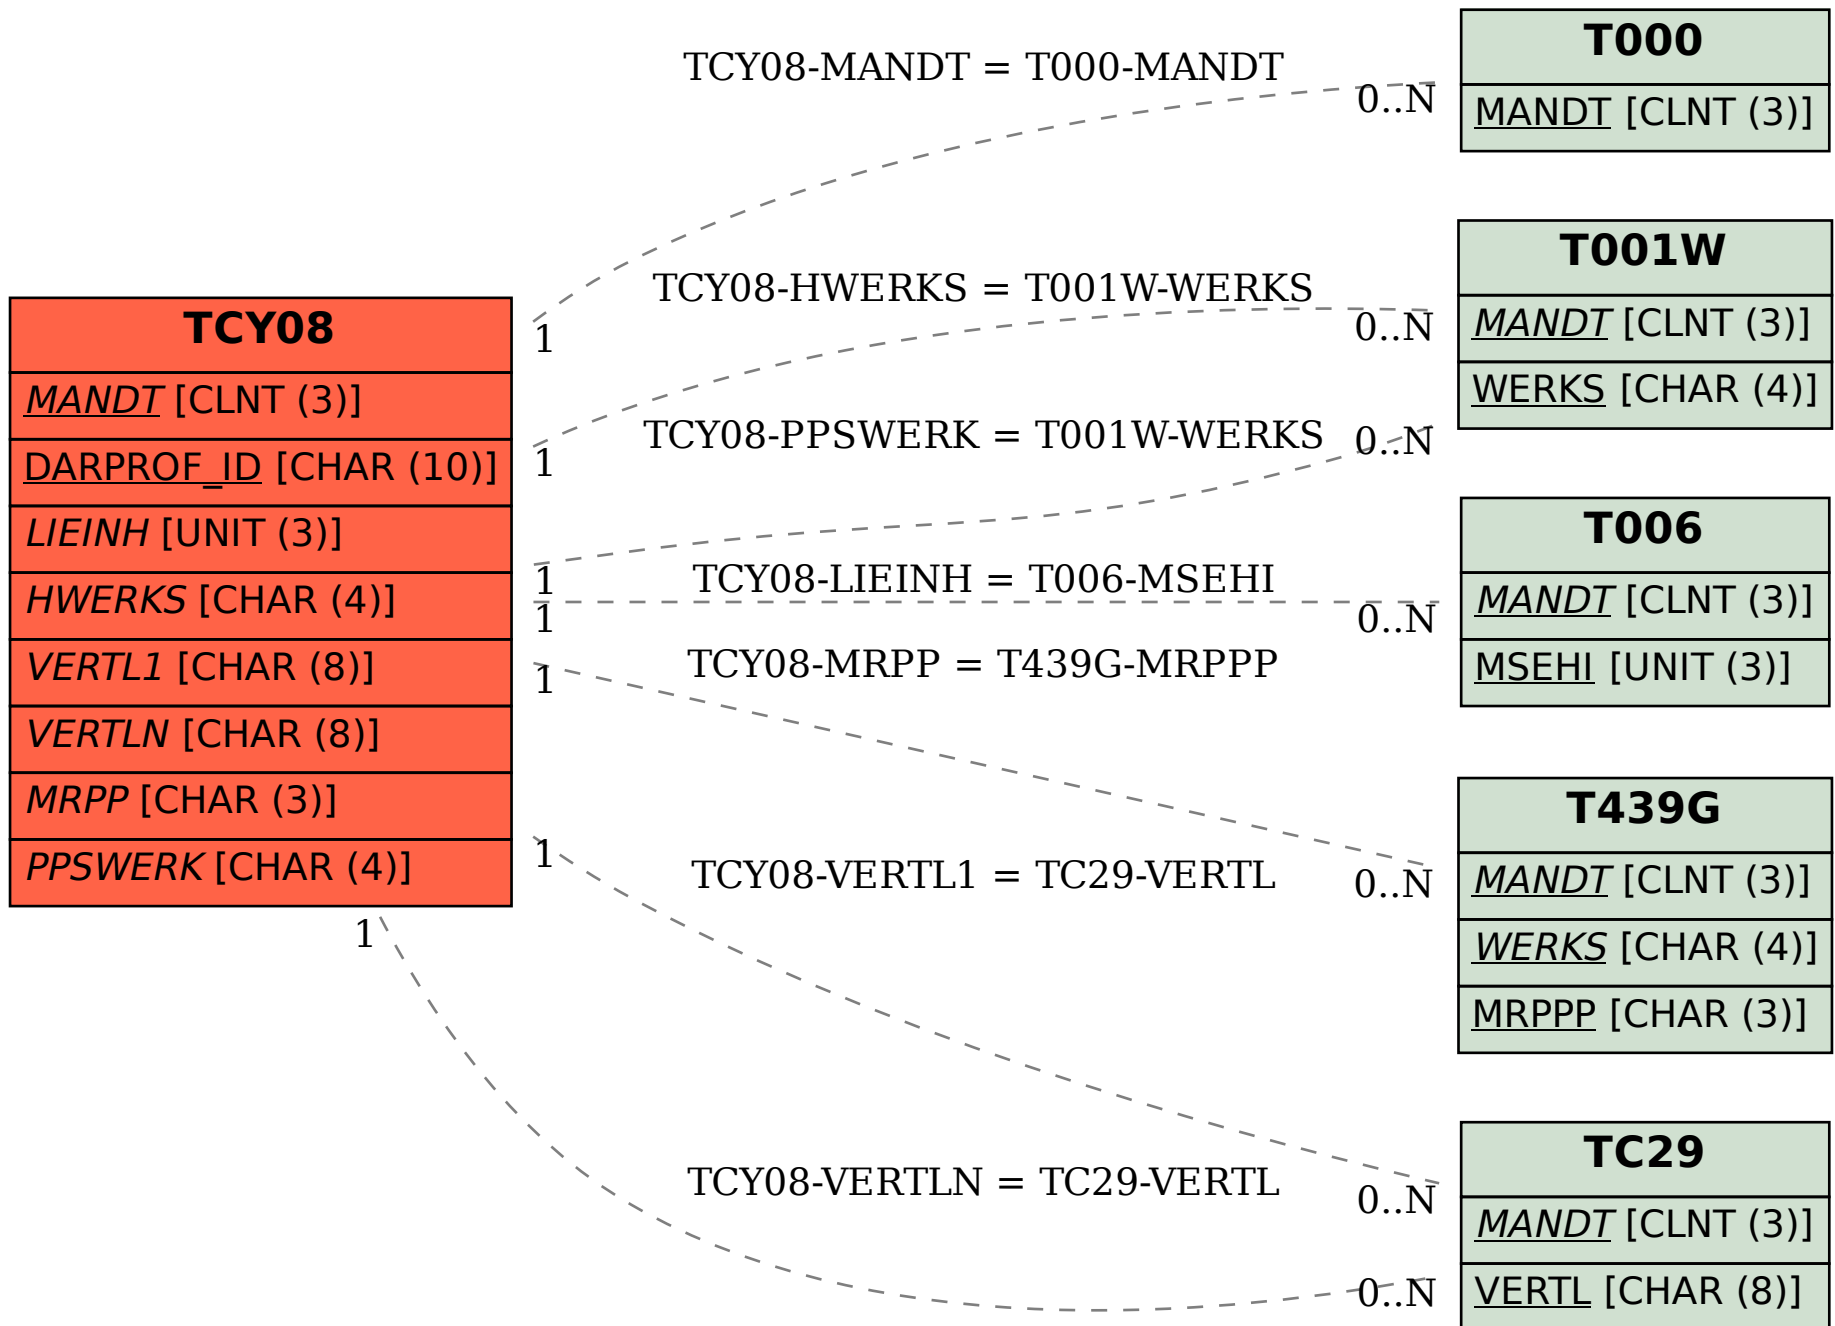 TCY08
MANDT [CLNT (3)]
DARPROF_ID [CHAR (10)]
LIEINH [UNIT (3)]
HWERKS [CHAR (4)]
VERTL1 [CHAR (8)]
VERTLN [CHAR (8)]
MRPP [CHAR (3)]
PPSWERK [CHAR (4)]
TCY08-MANDT = T000-MANDT
1
0..N
TCY08-HWERKS = T001W-WERKS
1
0..N
TCY08-PPSWERK = T001W-WERKS
1
0..N
TCY08-LIEINH = T006-MSEHI
1
0..N
TCY08-MRPP = T439G-MRPPP
1
0..N
TCY08-VERTL1 = TC29-VERTL
1
0..N
TCY08-VERTLN = TC29-VERTL
1
0..N
T000
MANDT [CLNT (3)]
T001W
MANDT [CLNT (3)]
WERKS [CHAR (4)]
T006
MANDT [CLNT (3)]
MSEHI [UNIT (3)]
T439G
MANDT [CLNT (3)]
WERKS [CHAR (4)]
MRPPP [CHAR (3)]
TC29
MANDT [CLNT (3)]
VERTL [CHAR (8)]